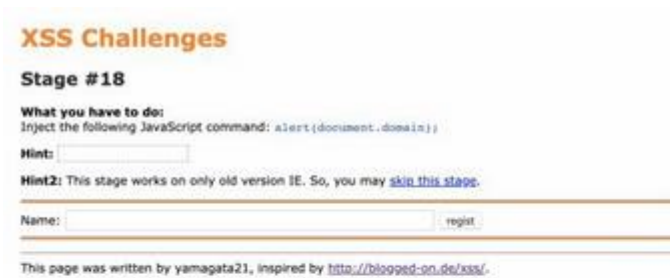 XSS Challenges
Stage #18
What you have to do:
Inject the following JavaScript command: alert(document.domain);
Hint:
Hint2: This stage works on only old version IE. So, you may skip this stage.
Name: regist
This page was written by yamagata21, inspired by http://blogged-on.de/xss/.